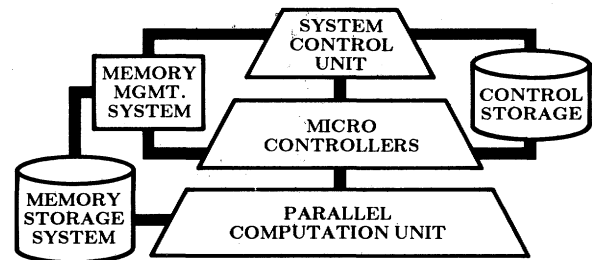 SYSTEM
CONTROL
UNIT
MEMORY
MGMT.
SYSTEM
CONTROL
STORAGE
MICRO
CONTROLLERS
MEMORY
STORAGE
SYSTEM
PARALLEL
COMPUTATION UNIT